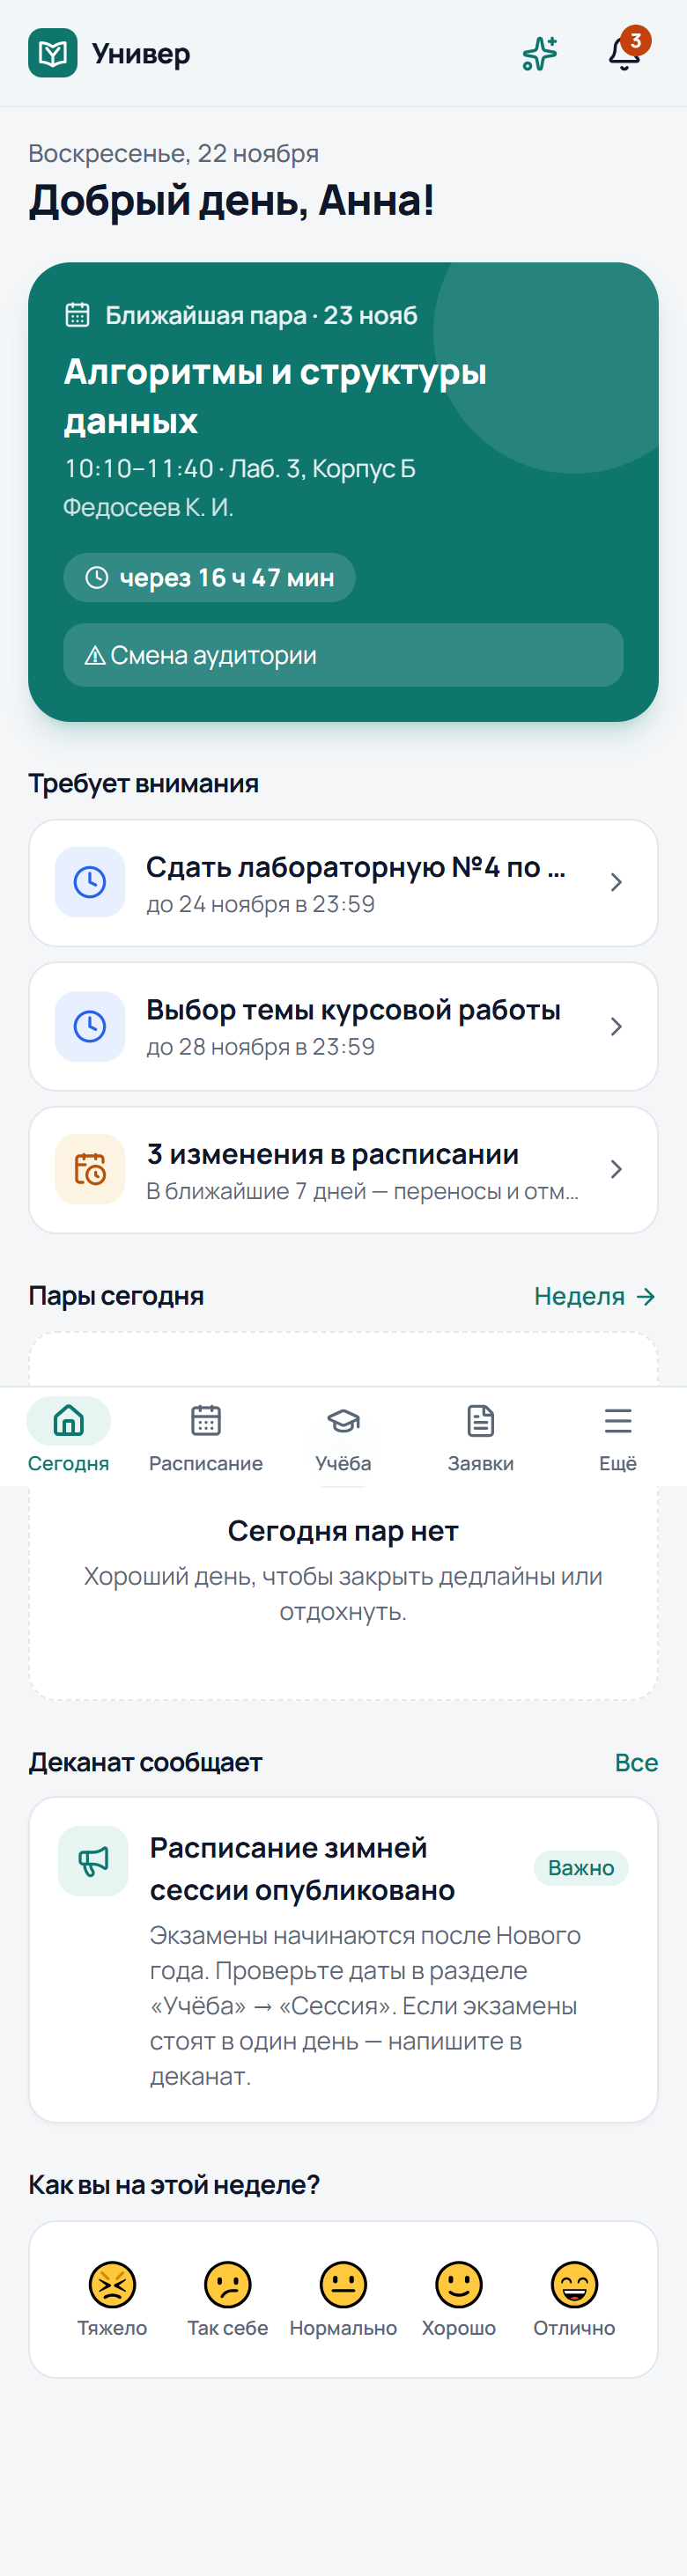 Универ
3
Воскресенье, 22 ноября
Добрый день, Анна!
Ближайшая пара · 23 нояб
Алгоритмы и структуры
данных
10:10–11:40 · Лаб. 3, Корпус Б
Федосеев К. И.
через 16 ч 47 мин
⚠ Смена аудитории
Требует внимания
Сдать лабораторную №4 по ...
до 24 ноября в 23:59
Выбор темы курсовой работы
до 28 ноября в 23:59
3 изменения в расписании
В ближайшие 7 дней — переносы и отм...
Пары сегодня
Неделя →
Сегодня
Расписание
Учёба
Заявки
Ещё
Сегодня пар нет
Хороший день, чтобы закрыть дедлайны или
отдохнуть.
Деканат сообщает
Все
Расписание зимней
сессии опубликовано
Важно
Экзамены начинаются после Нового
года. Проверьте даты в разделе
«Учёба» → «Сессия». Если экзамены
стоят в один день — напишите в
деканат.
Как вы на этой неделе?
Тяжело
Так себе
Нормально
Хорошо
Отлично